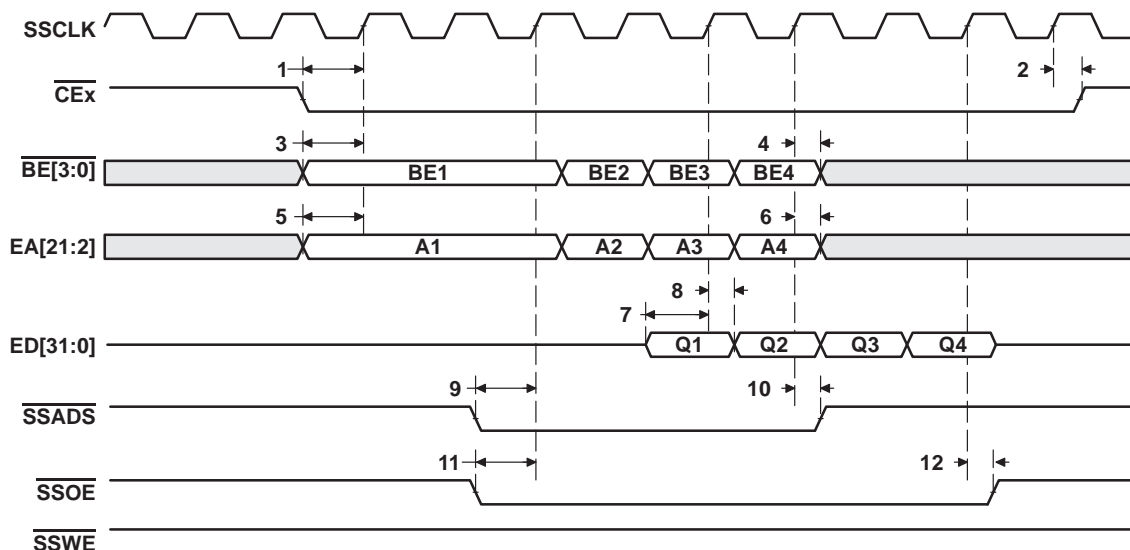 SSCLK
1
2
CEx
3
4
BE[3:0]
BE1 BE2 BE3 BE4
5
6
EA[21:2]
A1 A2 A3 A4
8
7
ED[31:0]
Q1 Q2 Q3 Q4
9
10
SSADS
11
12
SSOE
SSWE